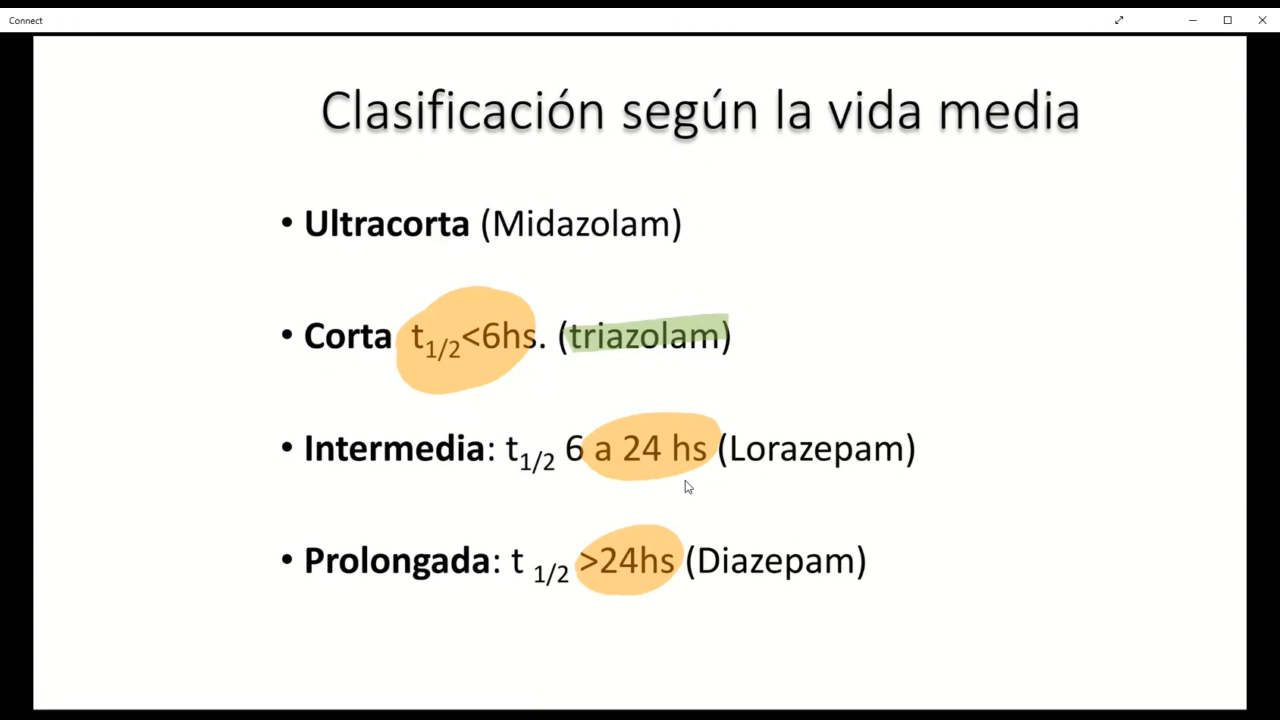 Connect
Clasificación según la vida media
• Ultracorta (Midazolam)
• Corta t1/2<6hs. (triazolam)
• Intermedia: t1/2 6 a 24 hs (Lorazepam)
• Prolongada: t 1/2 >24hs (Diazepam)